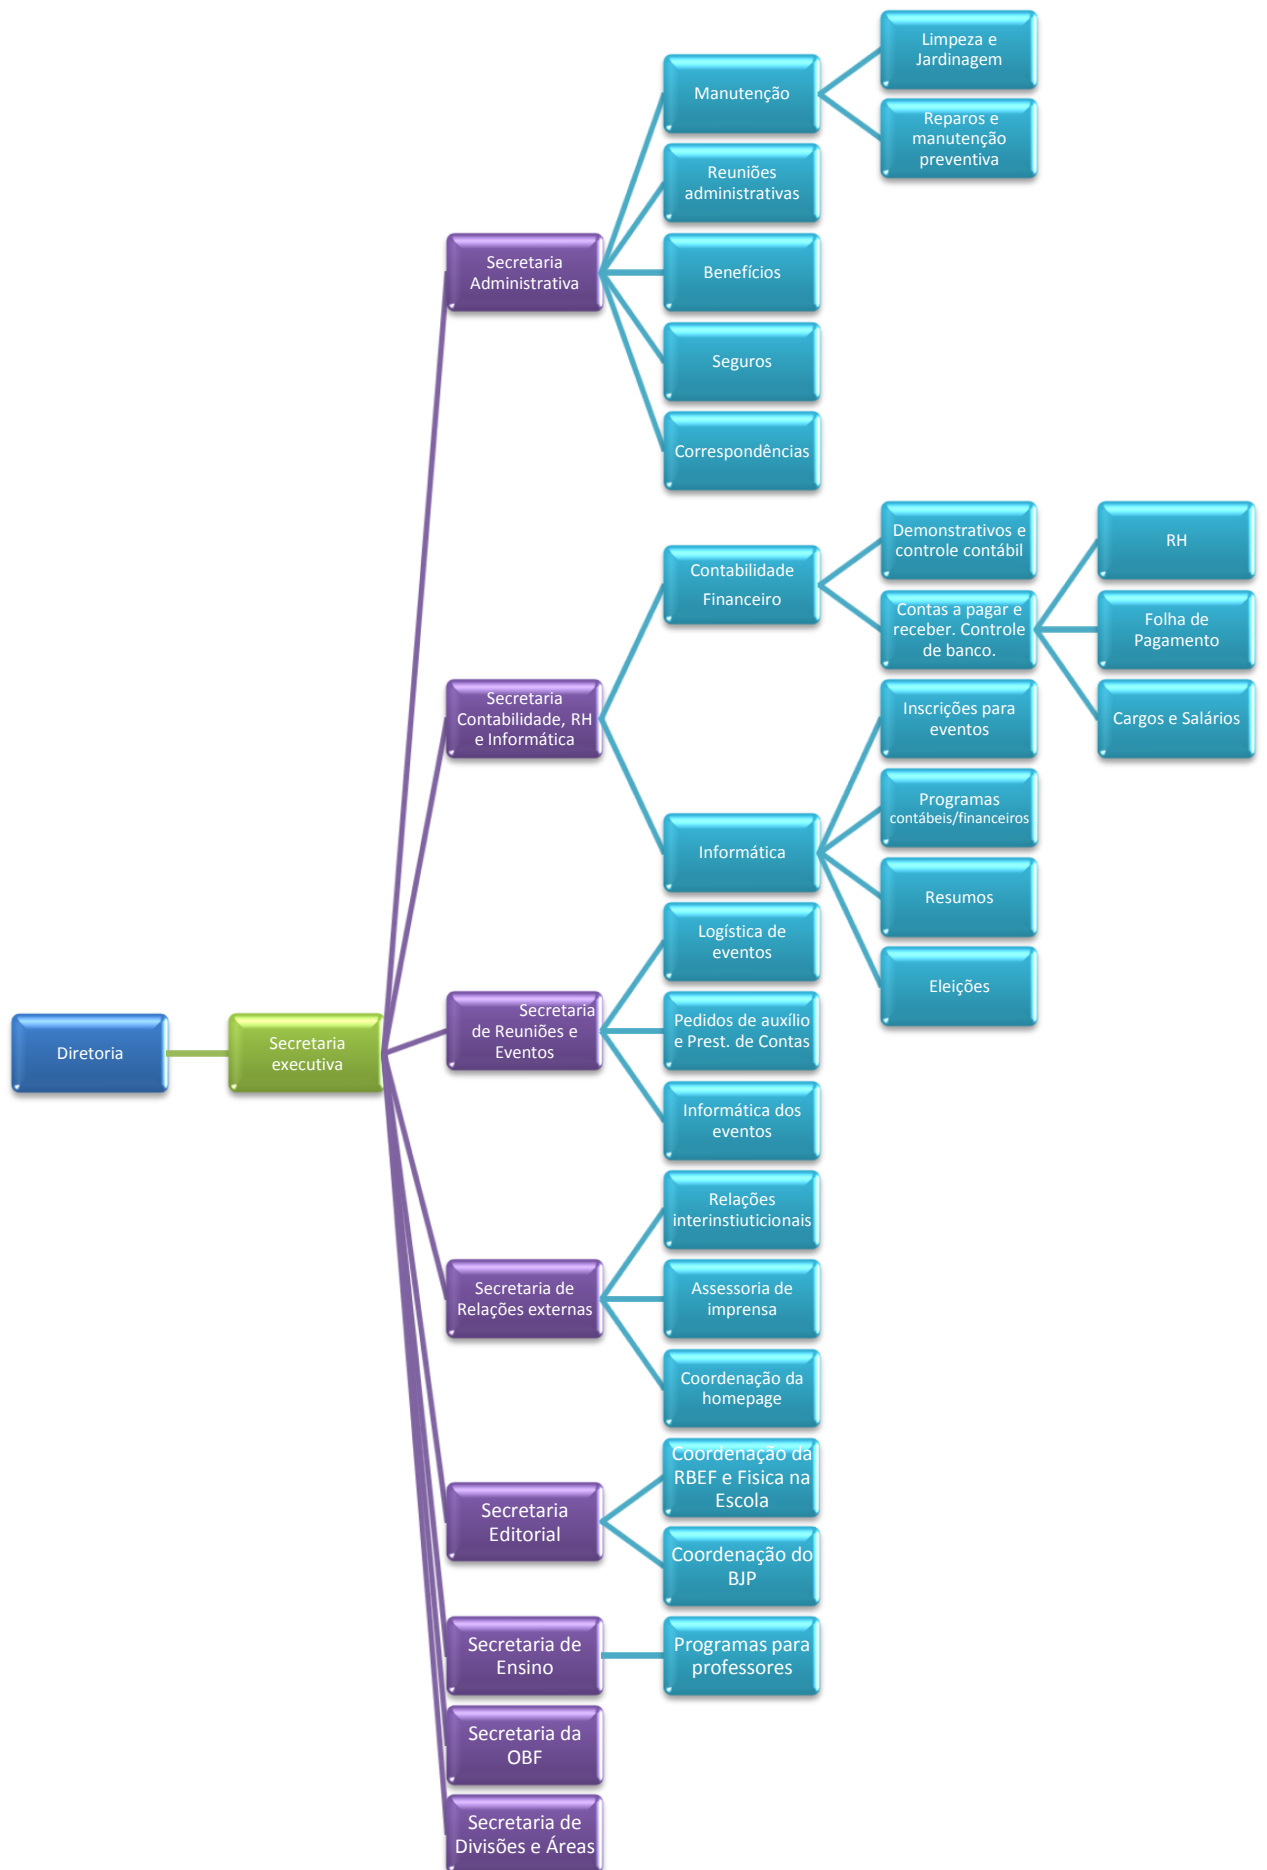 Limpeza e
Jardinagem
Manutenção
Reparos e
manutenção
preventiva
Reuniões
administrativas
Secretaria
Administrativa
Benefícios
Seguros
Correspondências
Demonstrativos e
controle contábil
RH
Contabilidade
Financeiro
Contas a pagar e
receber. Controle
de banco.
Folha de
Pagamento
Secretaria
Contabilidade, RH
e Informática
Inscrições para
eventos
Cargos e Salários
Programas
contábeis/financeiros
Informática
Resumos
Logística de
eventos
Eleições
Secretaria
de Reuniões e
Eventos
Pedidos de auxílio
e Prest. de Contas
Diretoria
Secretaria
executiva
Informática dos
eventos
Relações
interinstiuticionais
Secretaria de
Relações externas
Assessoria de
imprensa
Coordenação da
homepage
Coordenação da
RBEF e Fisica na
Escola
Secretaria
Editorial
Coordenação do
BJP
Secretaria de
Ensino
Programas para
professores
Secretaria da
OBF
Secretaria de
Divisões e Áreas